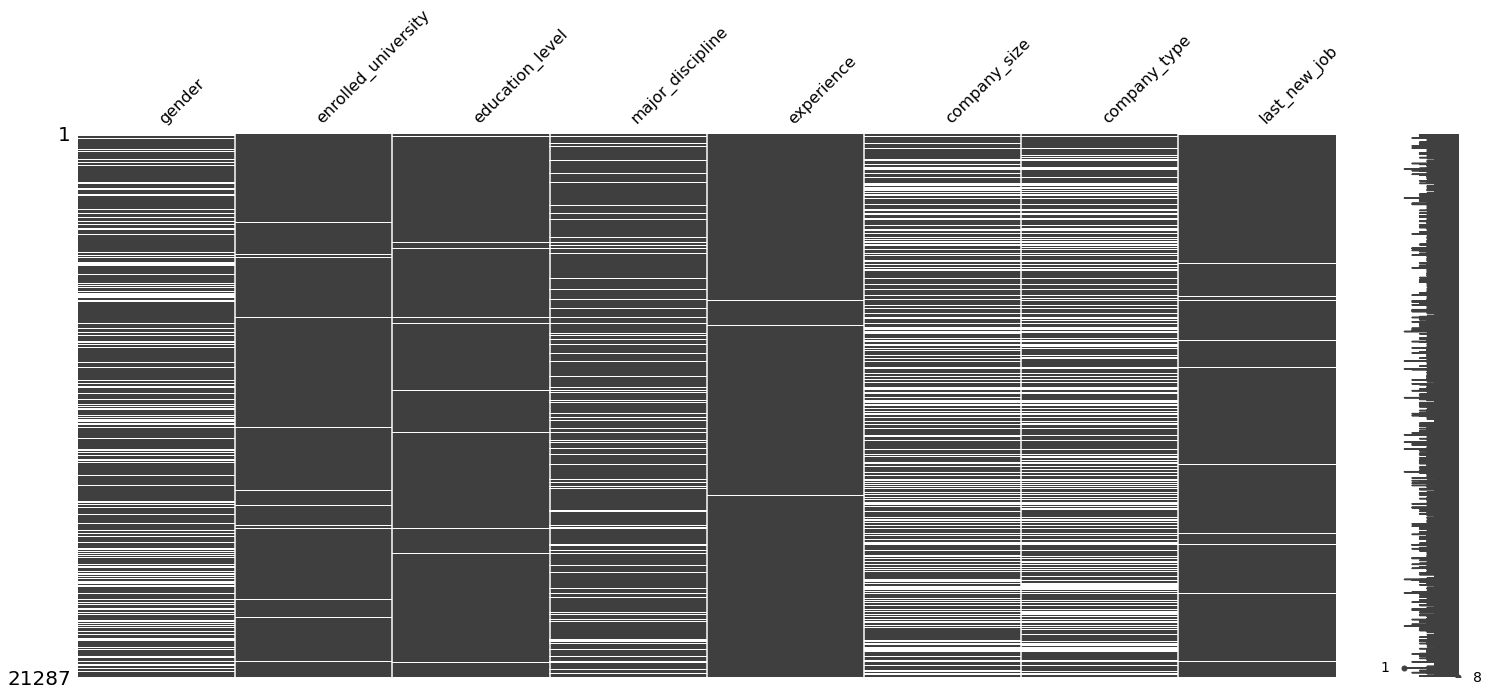 gender
enrolled_university
education_level
major_discipline
experience
company_size
company_type
last_new_job
1
21287
1
8